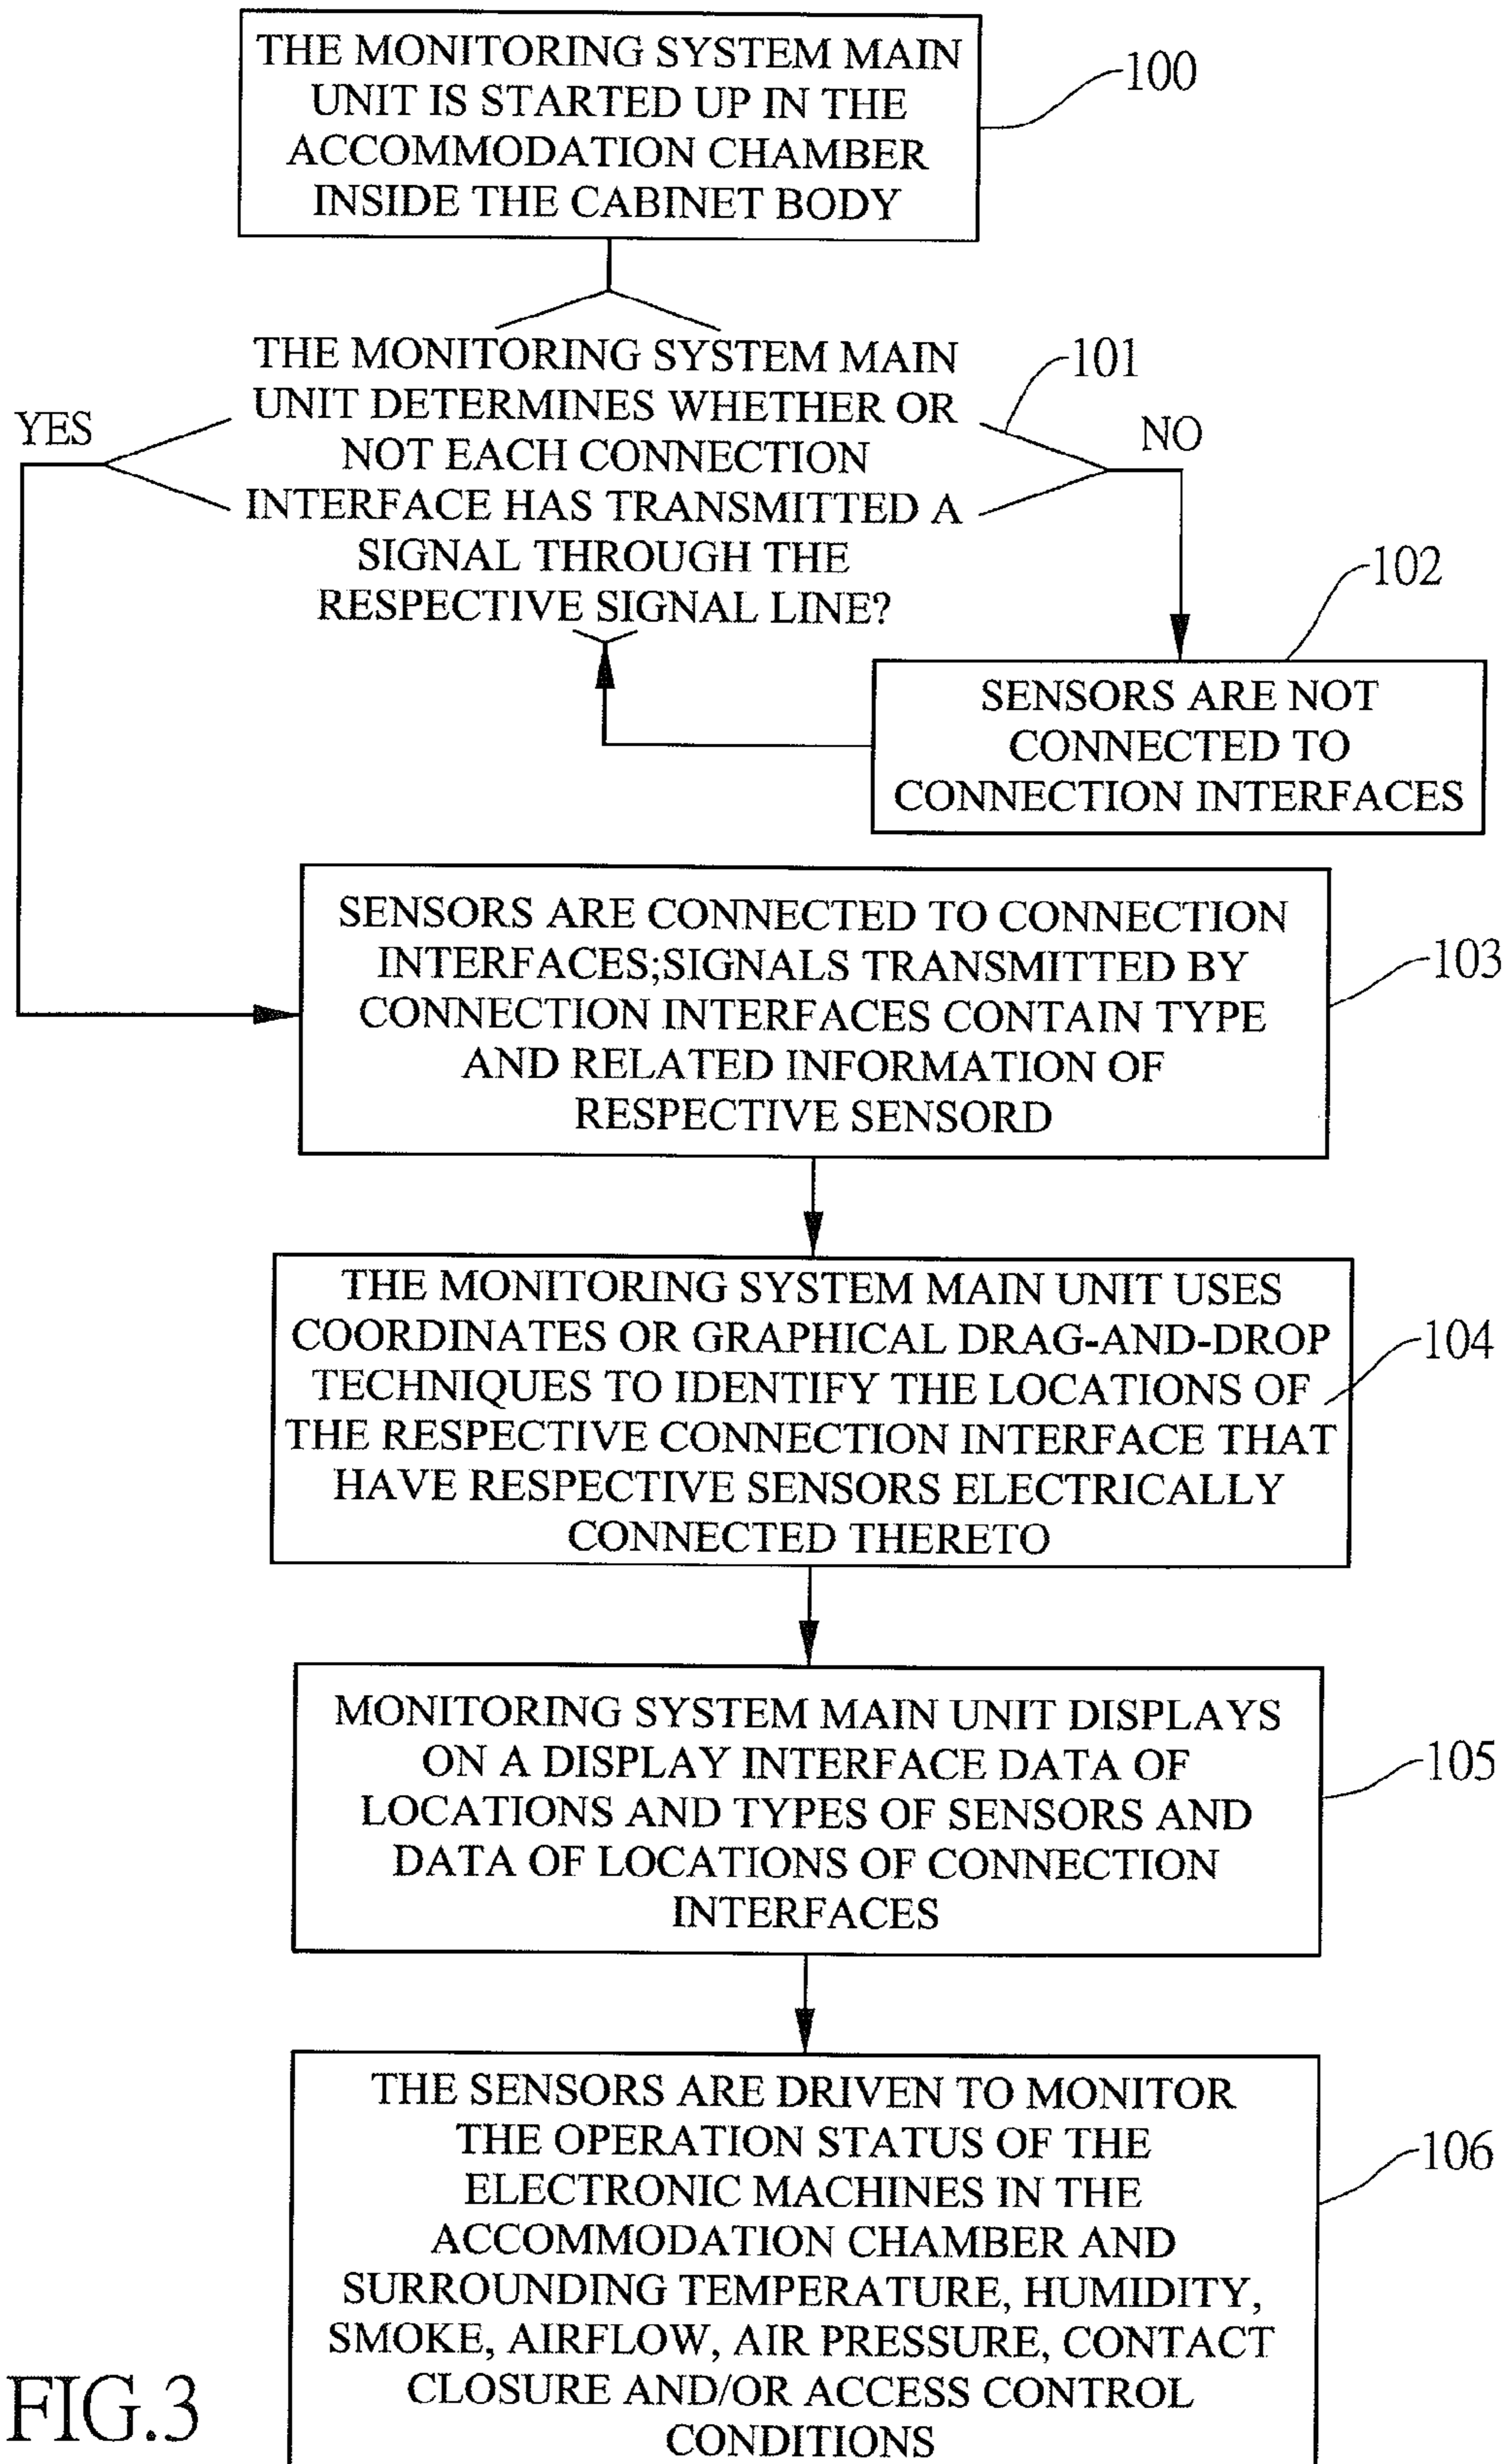 THE MONITORING SYSTEM MAIN
UNIT IS STARTED UP IN THE
ACCOMMODATION CHAMBER
INSIDE THE CABINET BODY
100
THE MONITORING SYSTEM MAIN
UNIT DETERMINES WHETHER OR
NOT EACH CONNECTION
INTERFACE HAS TRANSMITTED A
SIGNAL THROUGH THE
RESPECTIVE SIGNAL LINE?
101
YES
NO
102
SENSORS ARE NOT
CONNECTED TO
CONNECTION INTERFACES
SENSORS ARE CONNECTED TO CONNECTION
INTERFACES;SIGNALS TRANSMITTED BY
CONNECTION INTERFACES CONTAIN TYPE
AND RELATED INFORMATION OF
RESPECTIVE SENSORD
103
THE MONITORING SYSTEM MAIN UNIT USES
COORDINATES OR GRAPHICAL DRAG-AND-DROP
TECHNIQUES TO IDENTIFY THE LOCATIONS OF
THE RESPECTIVE CONNECTION INTERFACE THAT
HAVE RESPECTIVE SENSORS ELECTRICALLY
CONNECTED THERETO
104
MONITORING SYSTEM MAIN UNIT DISPLAYS
ON A DISPLAY INTERFACE DATA OF
LOCATIONS AND TYPES OF SENSORS AND
DATA OF LOCATIONS OF CONNECTION
INTERFACES
105
THE SENSORS ARE DRIVEN TO MONITOR
THE OPERATION STATUS OF THE
ELECTRONIC MACHINES IN THE
ACCOMMODATION CHAMBER AND
SURROUNDING TEMPERATURE, HUMIDITY,
SMOKE, AIRFLOW, AIR PRESSURE, CONTACT
CLOSURE AND/OR ACCESS CONTROL
CONDITIONS
106
FIG.3